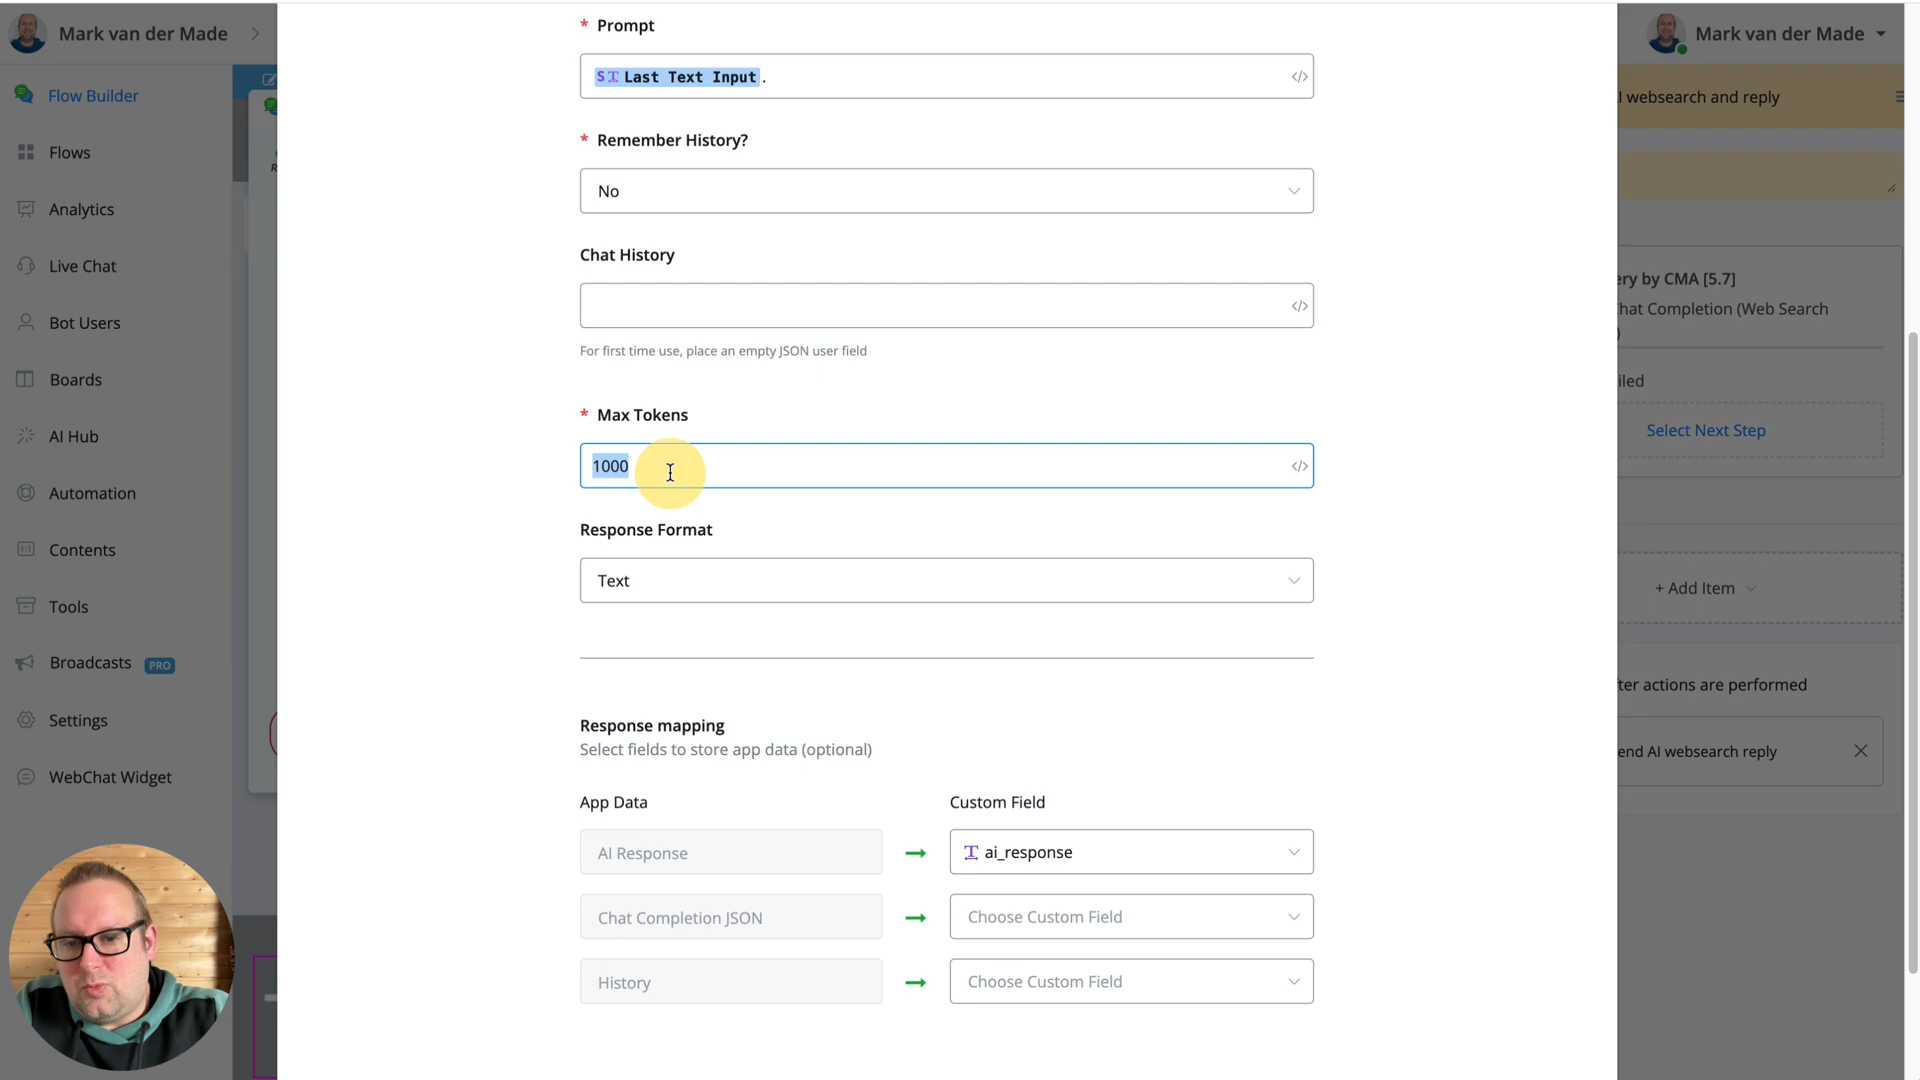 Mark van der Made
Flow Builder
Flows
Analytics
Live Chat
Bot Users
Boards
AI Hub
Automation
Contents
Tools
Broadcasts PRO
Settings
WebChat Widget
* Prompt
Last Text Input .
* Remember History?
No
Chat History
For first time use, place an empty JSON user field
* Max Tokens
1000
Response Format
Text
Response mapping
Select fields to store app data (optional)
App Data Custom Field
AI Response ai_response
Chat Completion JSON Choose Custom Field
History Choose Custom Field
Mark van der Made
websearch and reply
ery by CMA [5.7]
hat Completion (Web Search
)
iled
Select Next Step
+ Add Item
ter actions are performed
end AI websearch reply